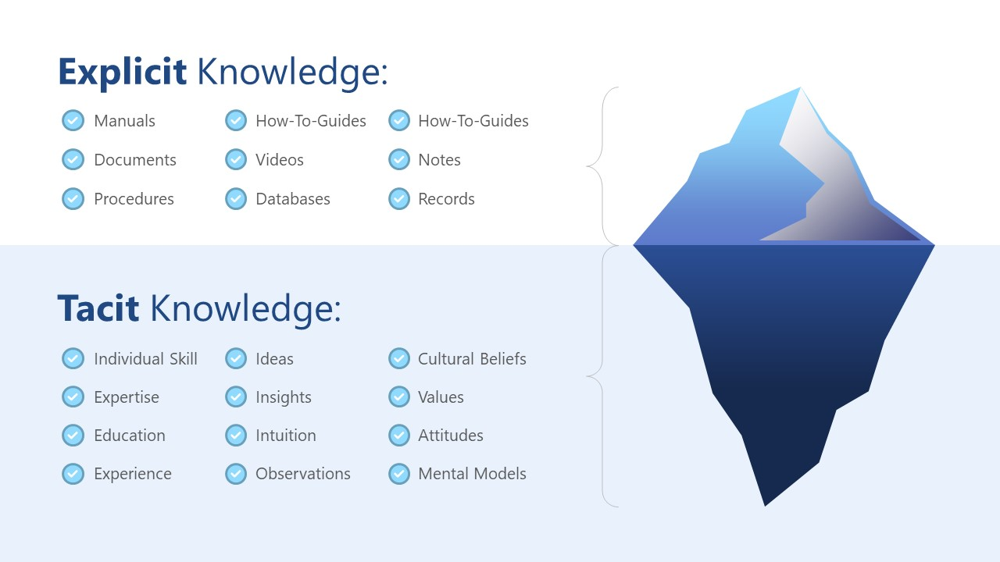 Explicit Knowledge:
Manuals
How-To-Guides
How-To-Guides
Documents
Videos
Notes
Procedures
Databases
Records
Tacit Knowledge:
Individual Skill
Ideas
Cultural Beliefs
Expertise
Insights
Values
Education
Intuition
Attitudes
Experience
Observations
Mental Models